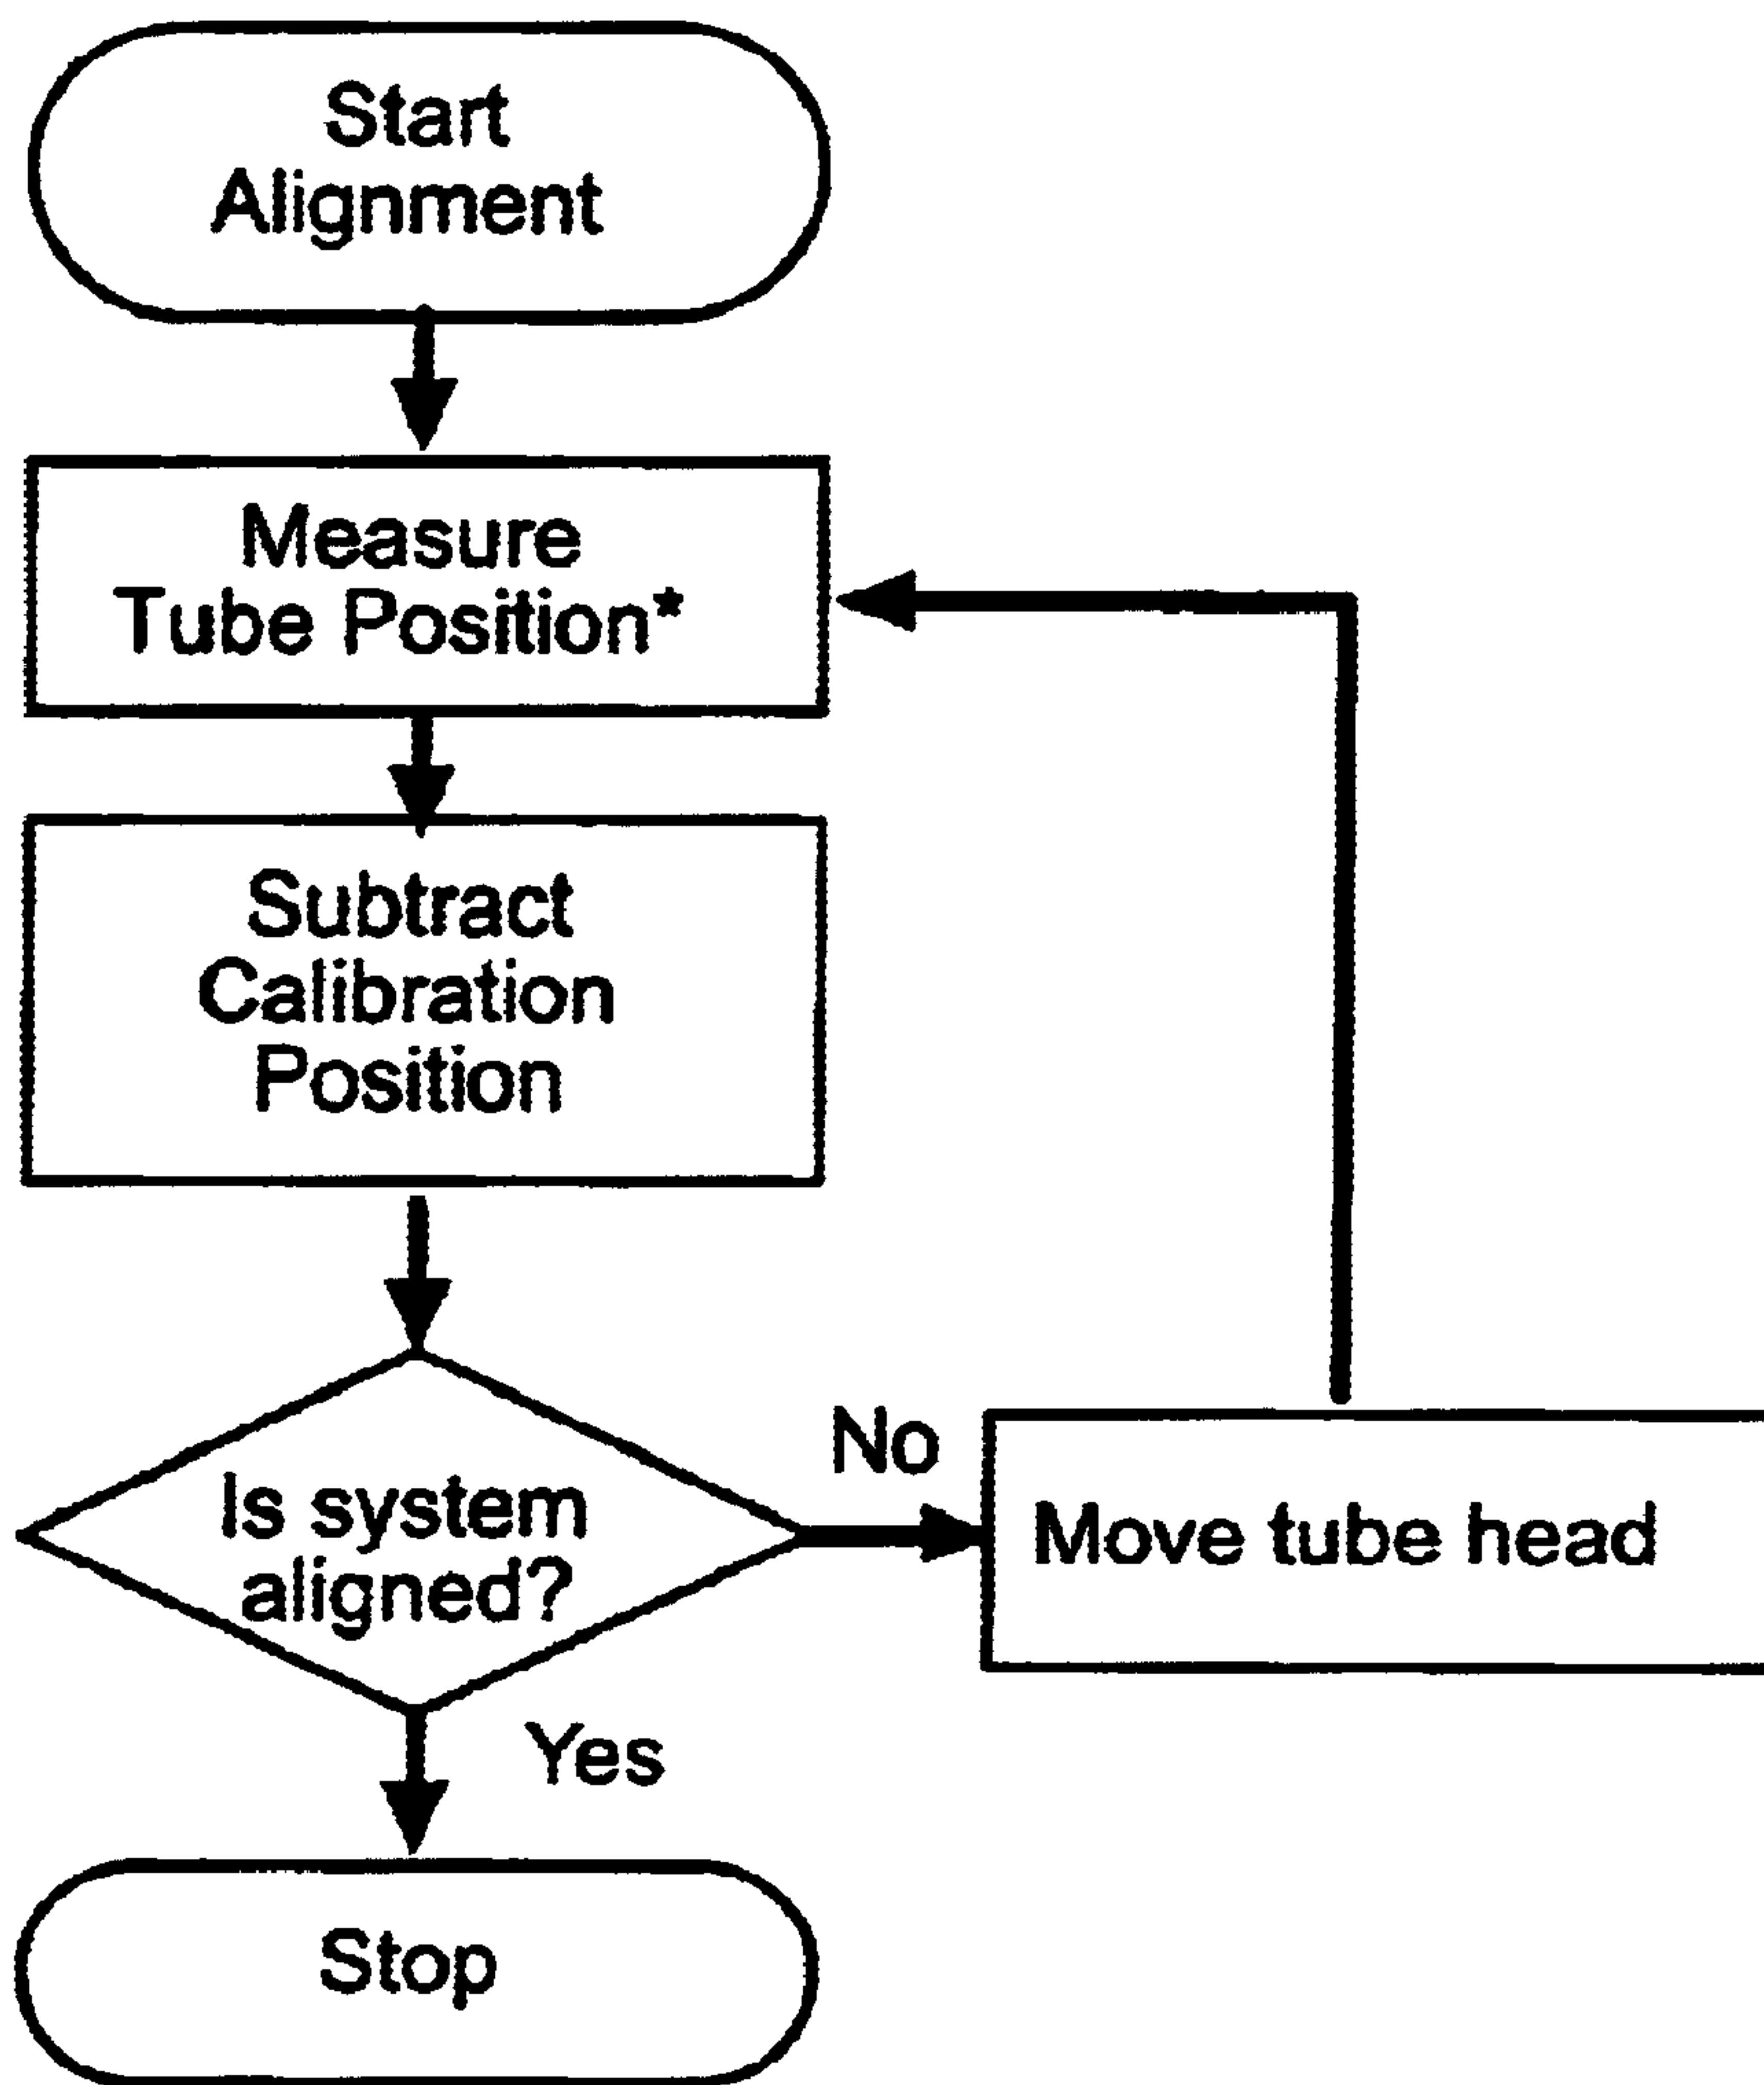 Start
Alignment
Measure
Tube Position*
Subtract
Calibration
Position
Is system
aligned?
No
Move tube head
Yes
Stop